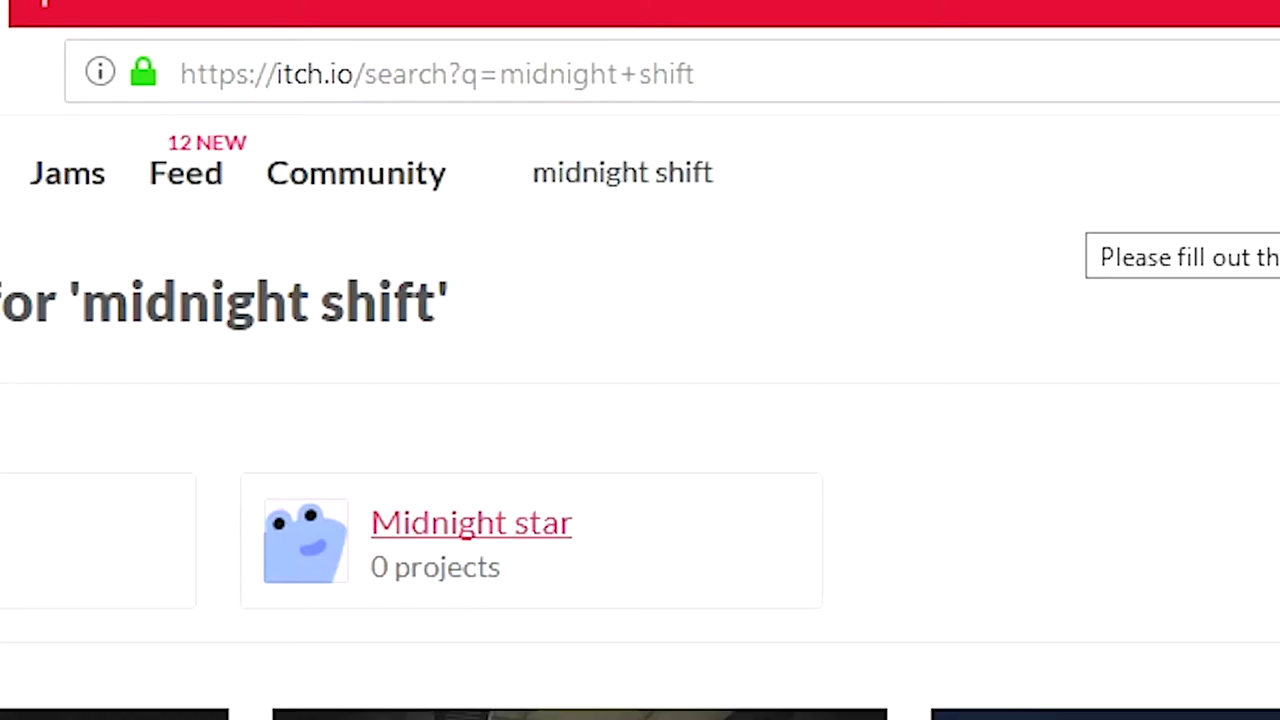 https://itch.io/search?q=midnight+shift
12 NEW
Jams Feed Community midnight shift
Please fill out th
for 'midnight shift'
Midnight star
0 projects